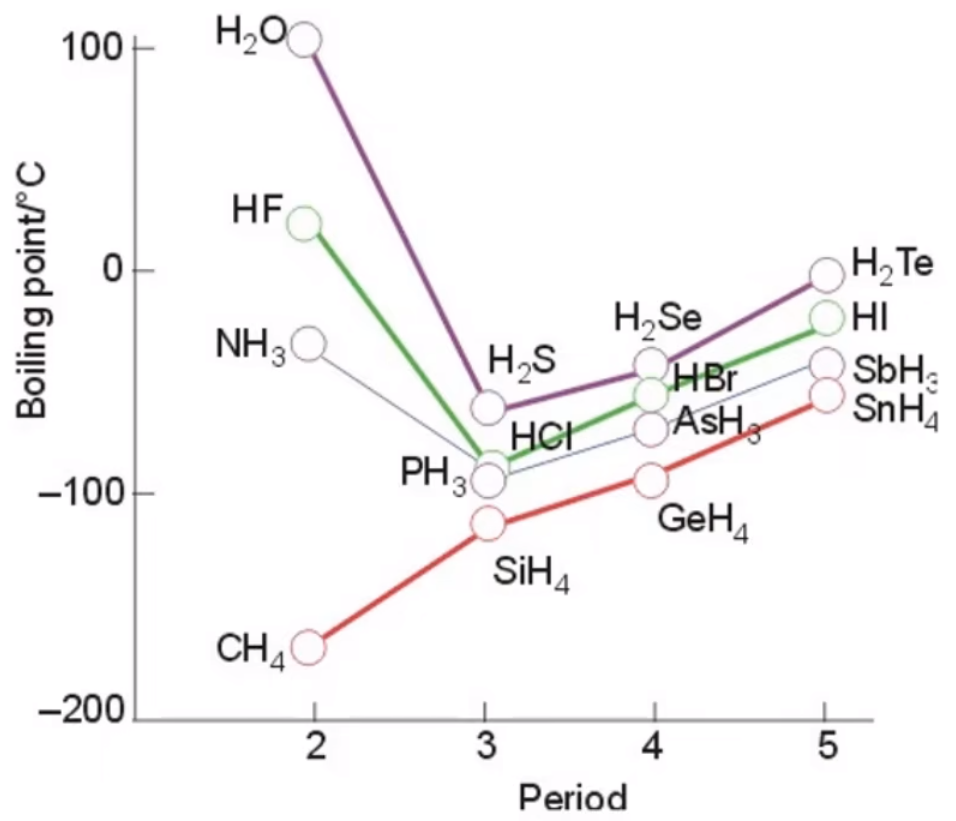 Boiling point/°C
100
0
–100
–200
H₂O
HF
NH₃
CH₄
H₂S
HCl
PH₃
SiH₄
H₂Se
HBr
AsH₃
GeH₄
H₂Te
HI
SbH₃
SnH₄
2 3 4 5
Period